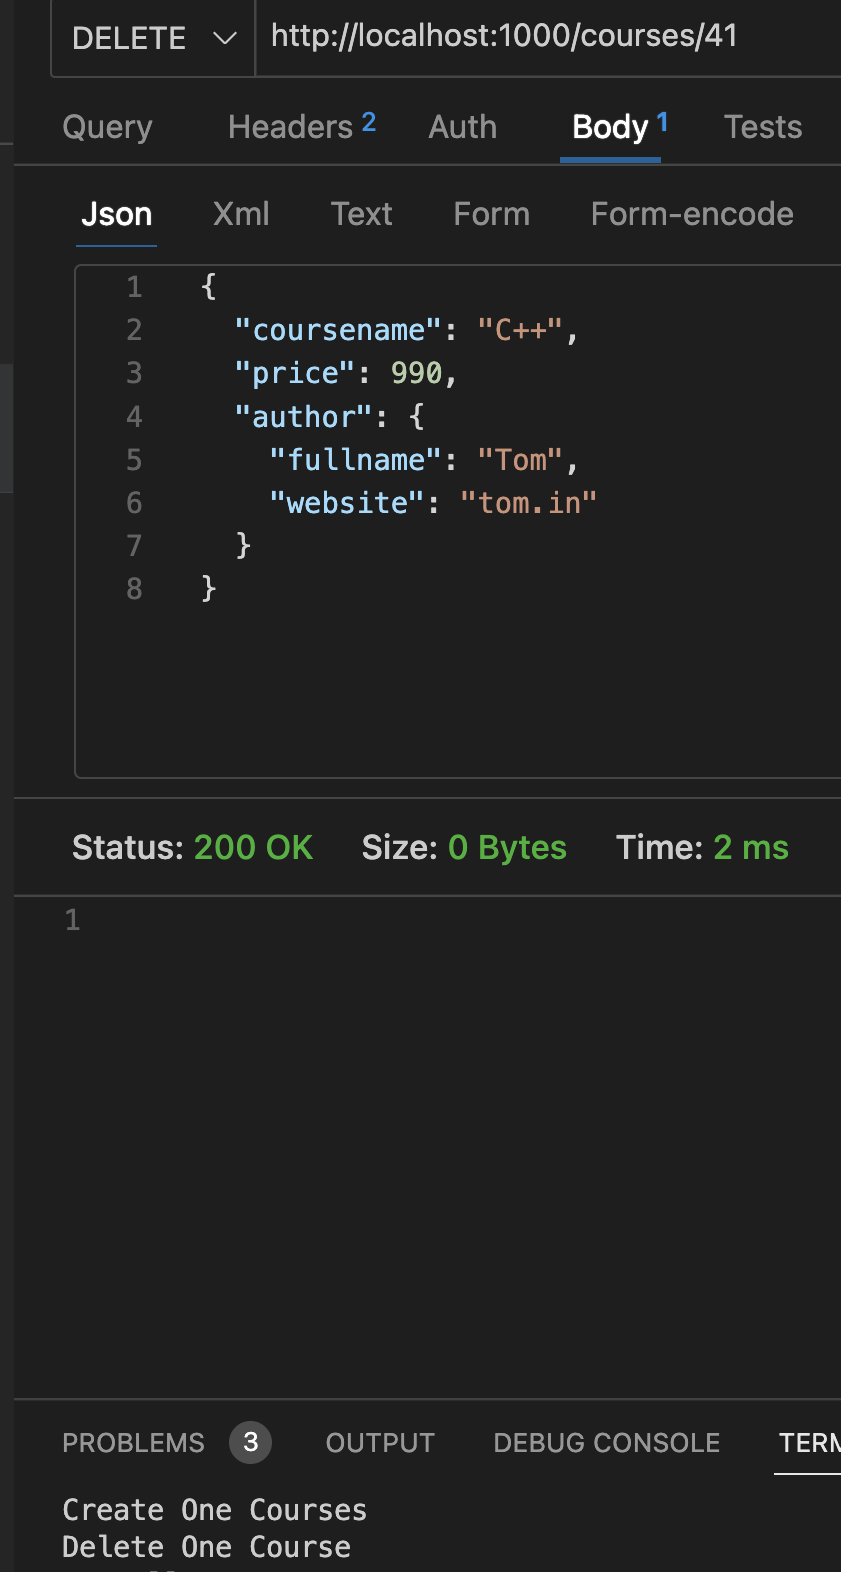 DELETE http://localhost:1000/courses/41
Query Headers 2 Auth Body 1 Tests
Json Xml Text Form Form-encode
1 {
2 "coursename": "C++",
3 "price": 990,
4 "author": {
5 "fullname": "Tom",
6 "website": "tom.in"
7 }
8 }
Status: 200 OK Size: 0 Bytes Time: 2 ms
1
PROBLEMS 3 OUTPUT DEBUG CONSOLE TERM
Create One Courses
Delete One Course